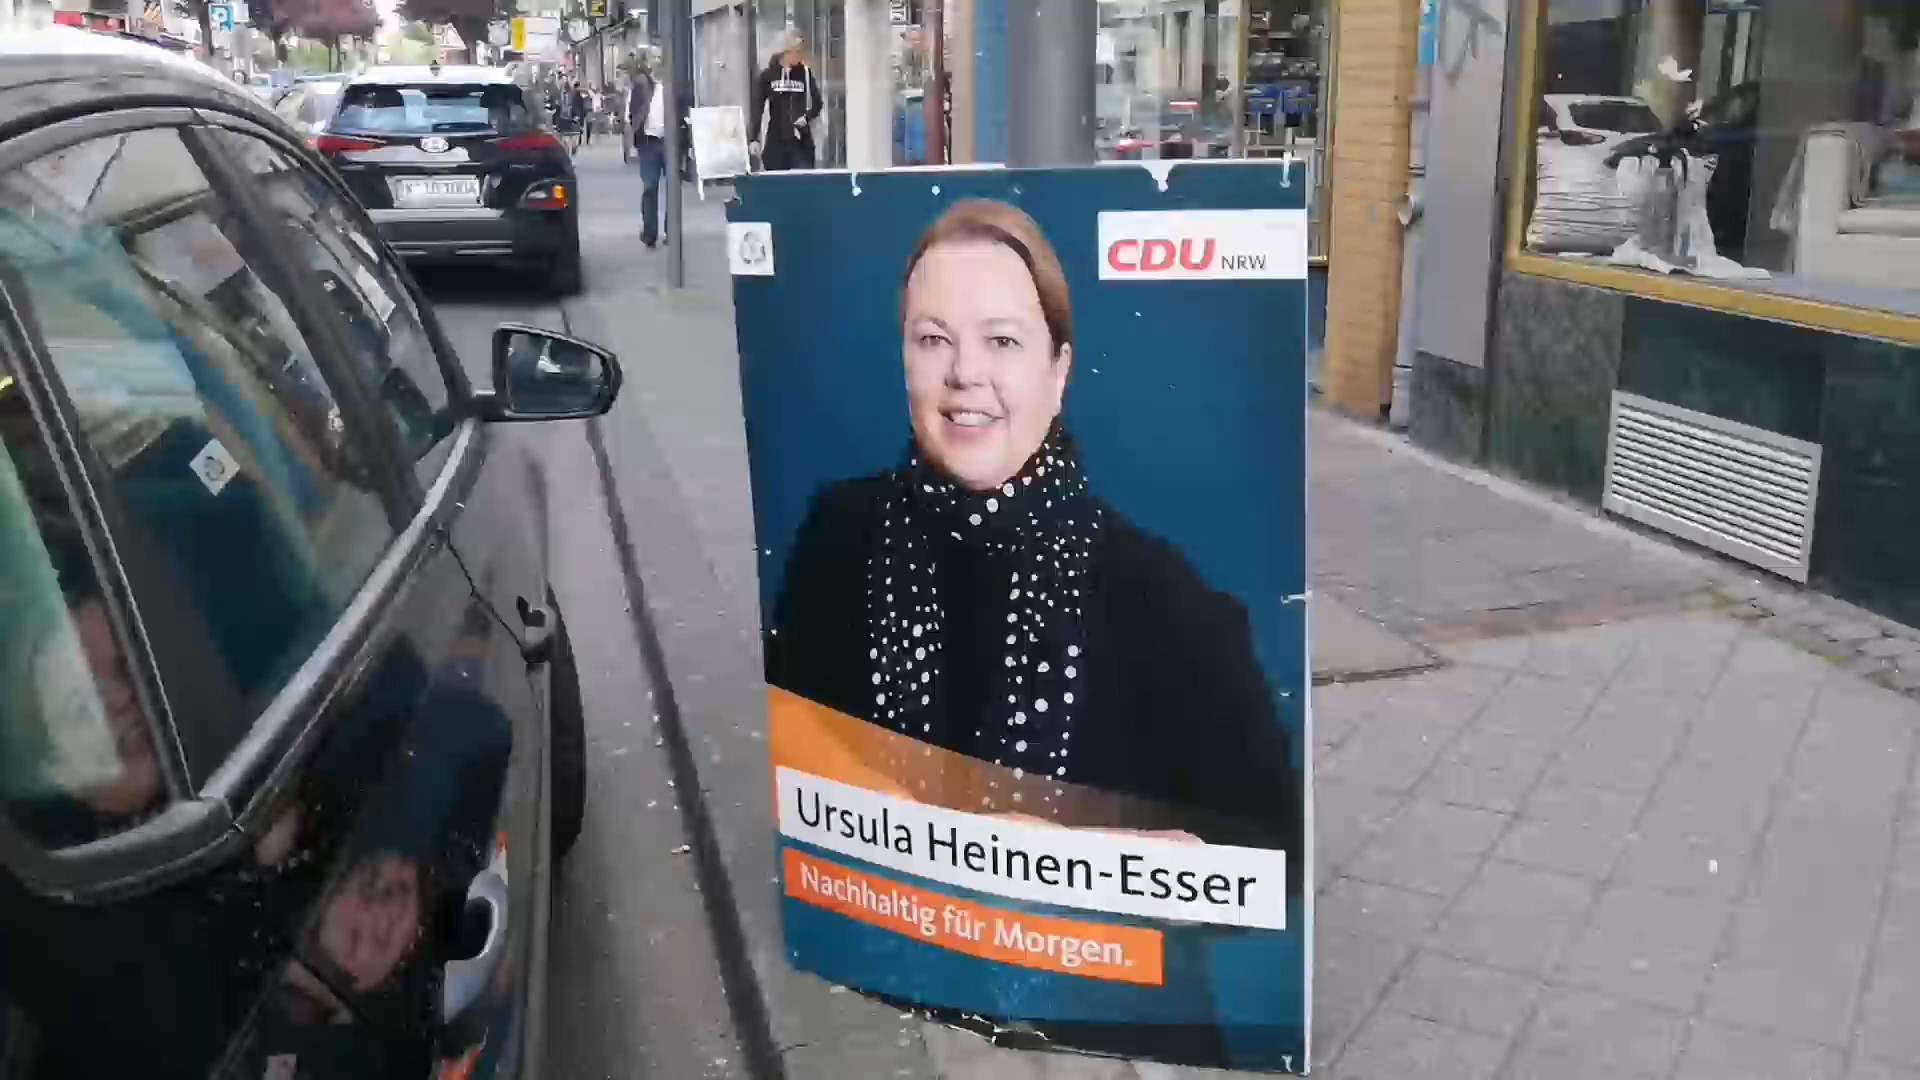 CDU NRW
Ursula Heinen-Esser
Nachhaltig für Morgen.